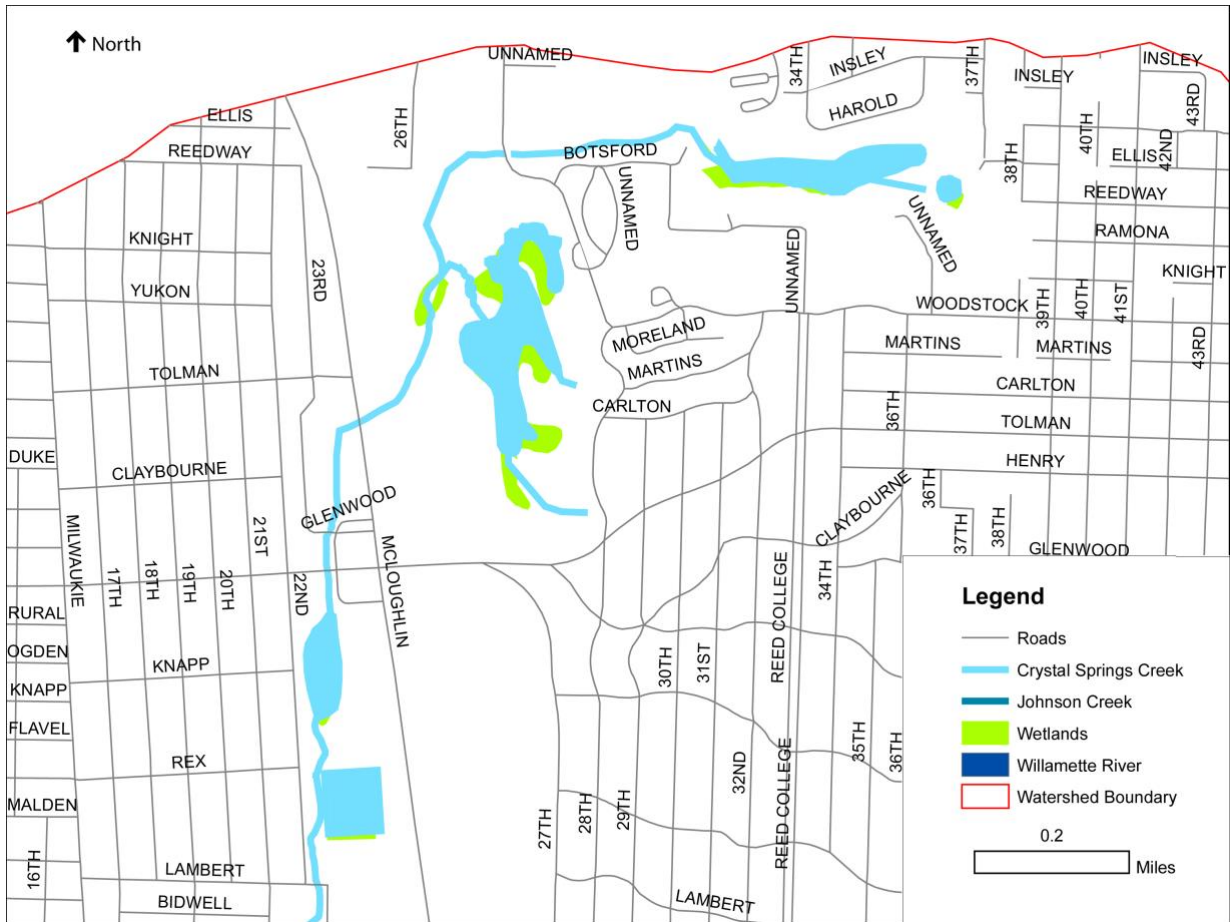 North
UNNAMED
34TH
INSLEY
37TH
INSLEY
INSLEY
26TH
ELLIS
HAROLD
43RD
40TH
REEDWAY
BOTSFORD
38TH
ELLIS
42ND
UNNAMED
REEDWAY
UNNAMED
RAMONA
KNIGHT
23RD
UNNAMED
KNIGHT
YUKON
WOODSTOCK
39TH
40TH
41ST
MORELAND
MARTINS
MARTINS
43RD
TOLMAN
MARTINS
CARLTON
CARLTON
36TH
TOLMAN
DUKE
HENRY
CLAYBOURNE
36TH
GLENWOOD
CLAYBOURNE
MILWAUKIE
21ST
MCLOUGHLIN
37TH
38TH
GLENWOOD
17TH
18TH
19TH
20TH
22ND
REED COLLEGE
34TH
RURAL
OGDEN
KNAPP
30TH
31ST
KNAPP
FLAVEL
REX
32ND
REED COLLEGE
35TH
36TH
MALDEN
27TH
28TH
29TH
16TH
LAMBERT
BIDWELL
LAMBERT
Legend
Roads
Crystal Springs Creek
Johnson Creek
Wetlands
Willamette River
Watershed Boundary
0.2
Miles